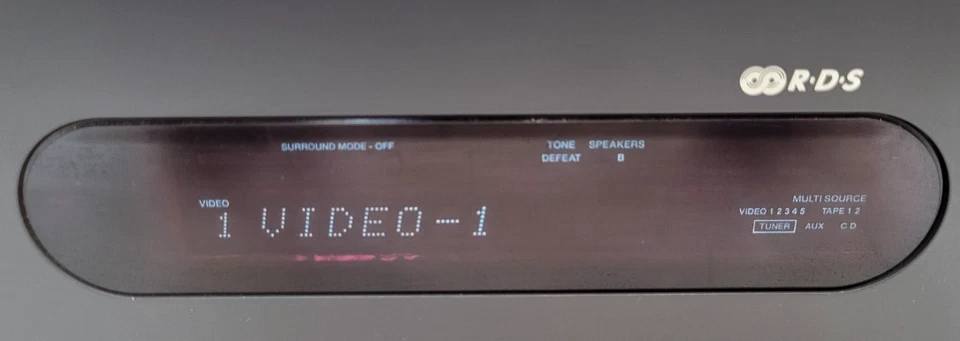 R·D·S
SURROUND MODE - OFF
TONE DEFEAT
SPEAKERS B
VIDEO 1
VIDEO-1
MULTI SOURCE
VIDEO 1 2 3 4 5 TAPE 1 2
TUNER AUX CD